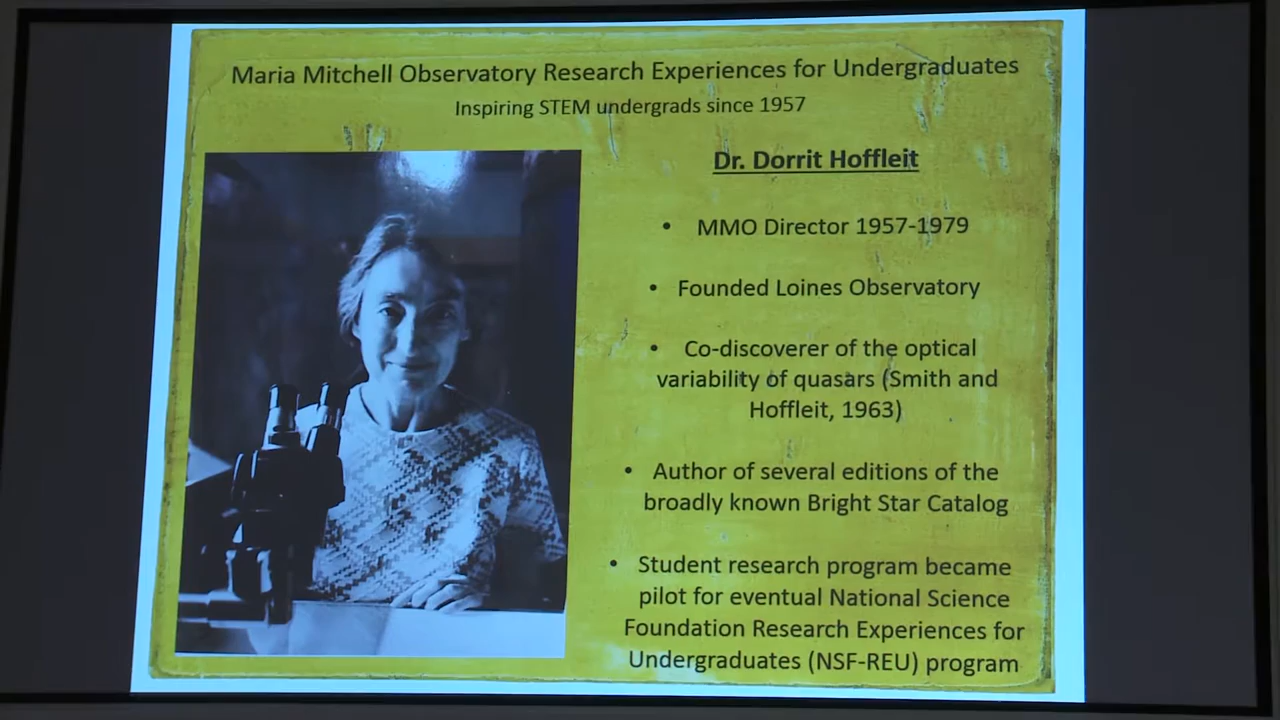 Maria Mitchell Observatory Research Experiences for Undergraduates
Inspiring STEM undergrads since 1957
Dr. Dorrit Hoffleit
• MMO Director 1957-1979
• Founded Loines Observatory
• Co-discoverer of the optical
variability of quasars (Smith and
Hoffleit, 1963)
• Author of several editions of the
broadly known Bright Star Catalog
• Student research program became
pilot for eventual National Science
Foundation Research Experiences for
Undergraduates (NSF-REU) program